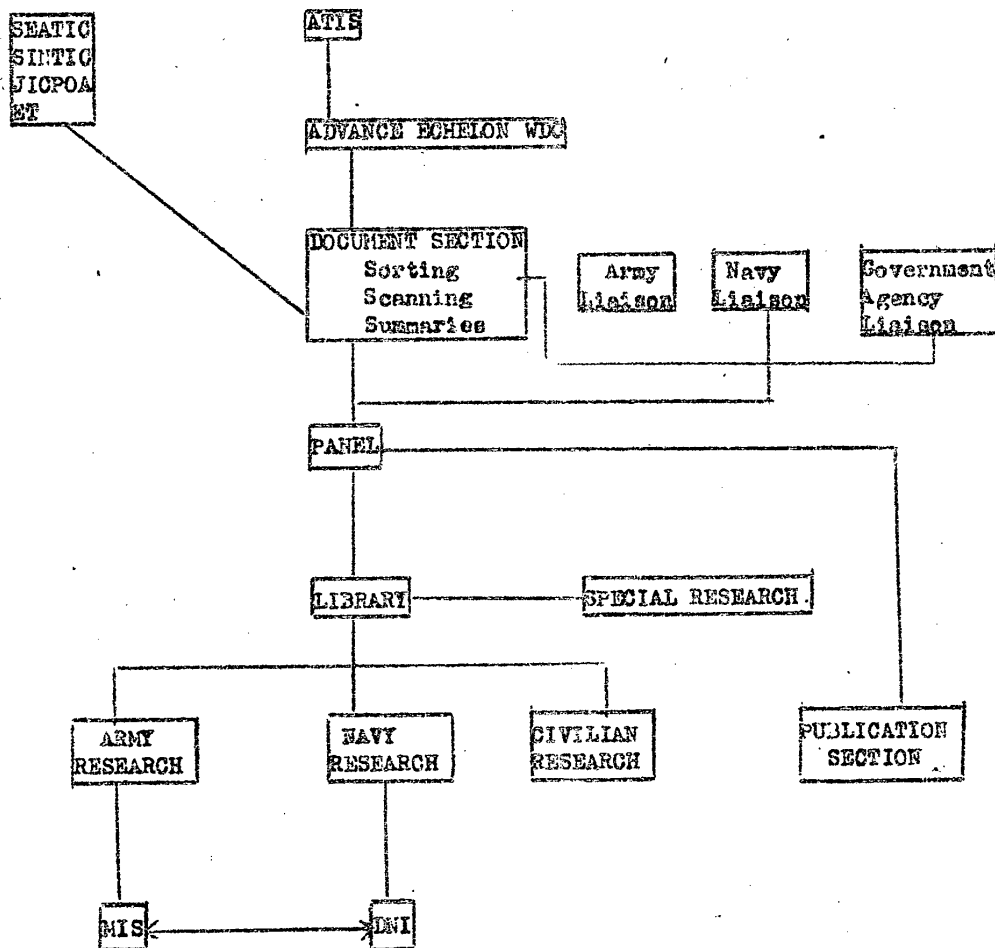 SEATIC
SINTIC
JICPOA
ET
ATIS
ADVANCE ECHELON WDC
DOCUMENT SECTION
Sorting
Scanning
Summaries
Army
Liaison
Navy
Liaison
Government
Agency
Liaison
PANEL
LIBRARY
SPECIAL RESEARCH.
ARMY
RESEARCH
NAVY
RESEARCH
CIVILIAN
RESEARCH
PUBLICATION
SECTION
MIS
DNI